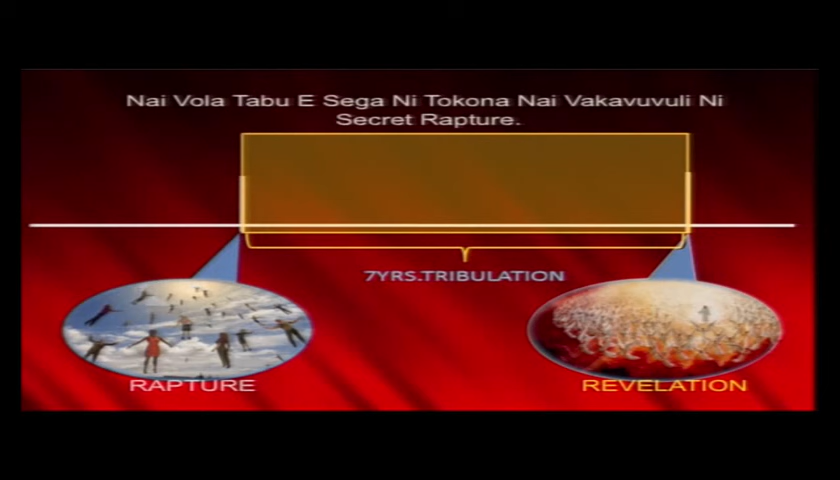 Nai Vola Tabu E Sega Ni Tokona Nai Vakavuvuli Ni
Secret Rapture.
7YRS.TRIBULATION
RAPTURE
REVELATION